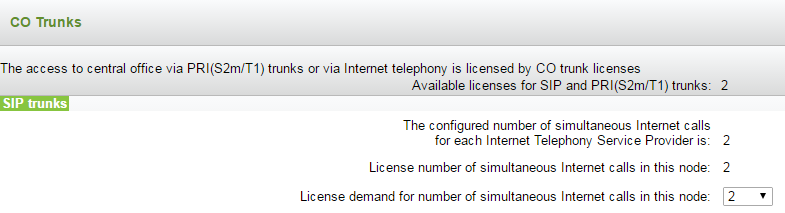 CO Trunks
The access to central office via PRI(S2m/T1) trunks or via Internet telephony is licensed by CO trunk licenses
Available licenses for SIP and PRI(S2m/T1) trunks: 2
SIP trunks
The configured number of simultaneous Internet calls
for each Internet Telephony Service Provider is: 2
License number of simultaneous Internet calls in this node: 2
License demand for number of simultaneous Internet calls in this node: 2